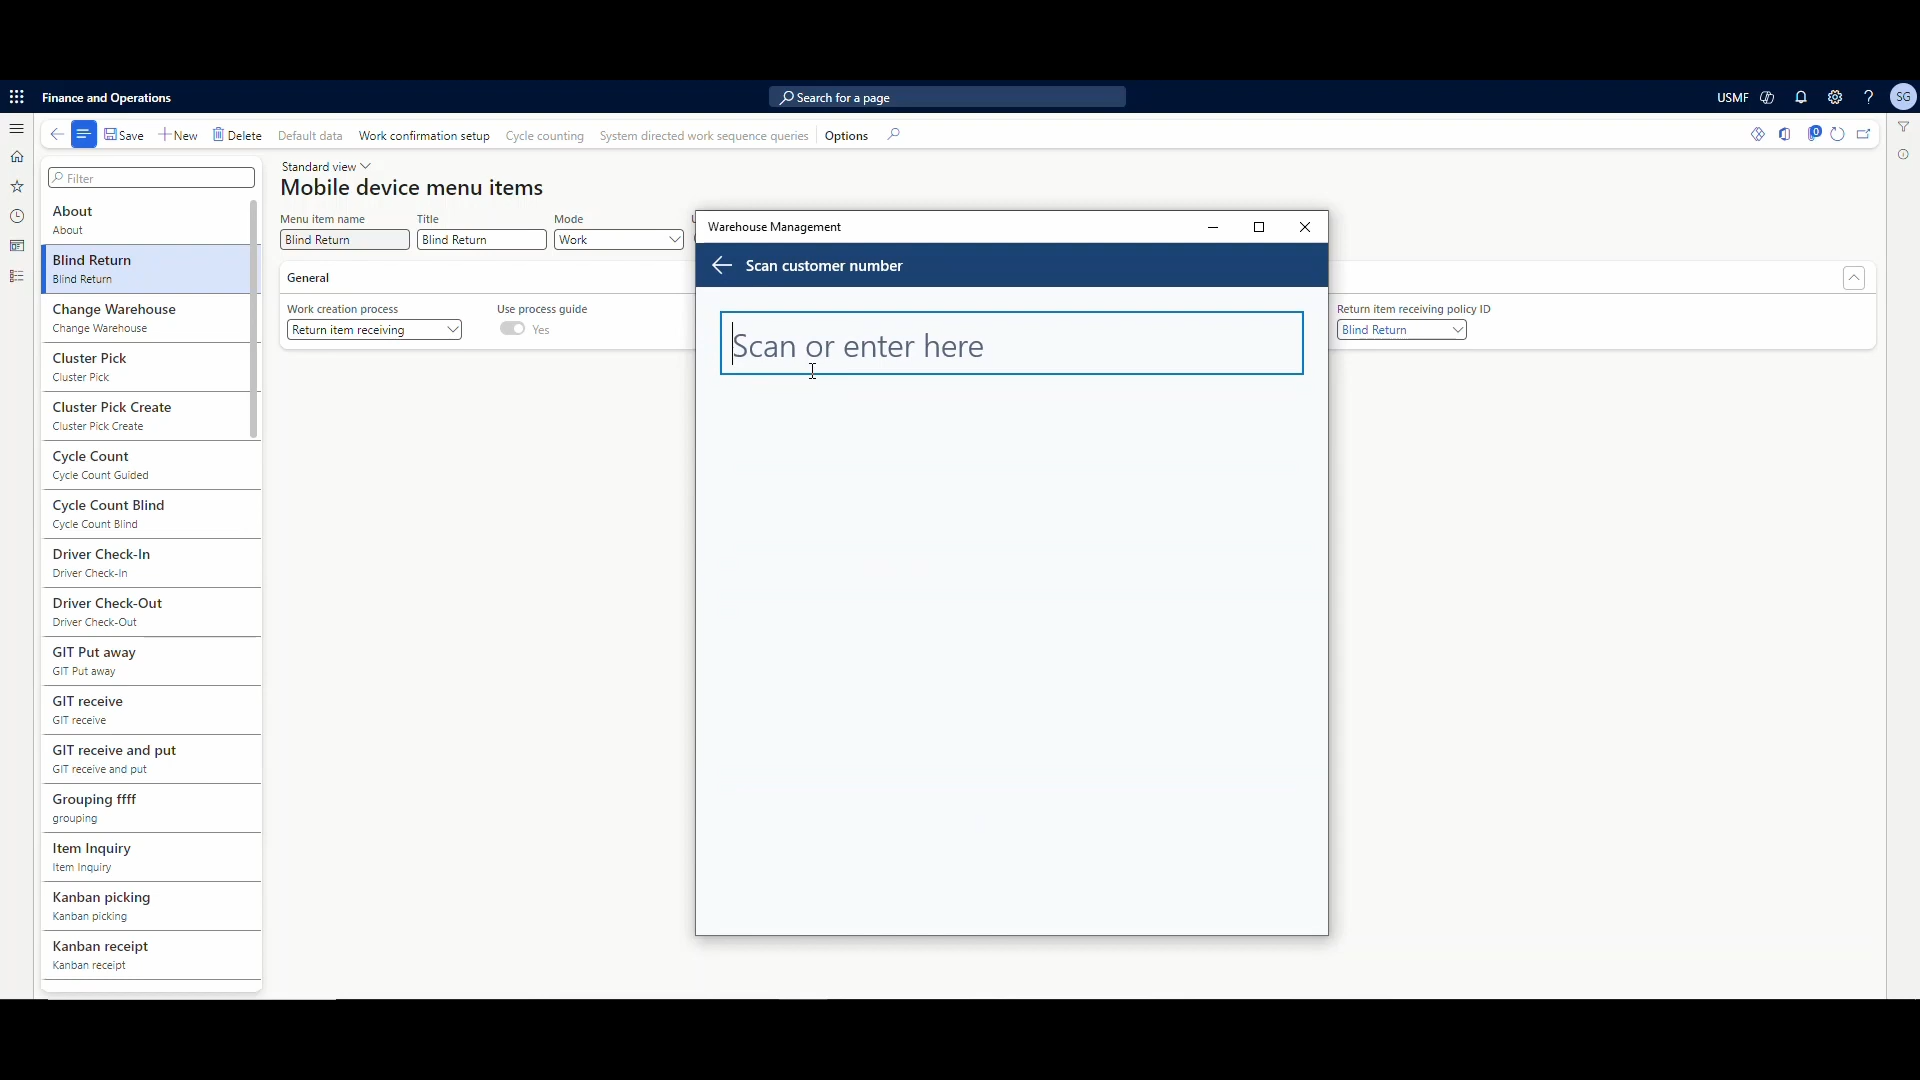 Finance and Operations
Search for a page
USMF
SG
Save
New
Delete
Default data
Work confirmation setup
Cycle counting
System directed work sequence queries
Options
0
Filter
About
About
Blind Return
Blind Return
Change Warehouse
Change Warehouse
Cluster Pick
Cluster Pick
Cluster Pick Create
Cluster Pick Create
Cycle Count
Cycle Count Guided
Cycle Count Blind
Cycle Count Blind
Driver Check-In
Driver Check-In
Driver Check-Out
Driver Check-Out
GIT Put away
GIT Put away
GIT receive
GIT receive
GIT receive and put
GIT receive and put
Grouping ffff
grouping
Item Inquiry
Item Inquiry
Kanban picking
Kanban picking
Kanban receipt
Kanban receipt
Standard view
Mobile device menu items
Menu item name
Title
Mode
Blind Return
Blind Return
Work
General
Work creation process
Return item receiving
Use process guide
Yes
Return item receiving policy ID
Blind Return
Warehouse Management
Scan customer number
Scan or enter here